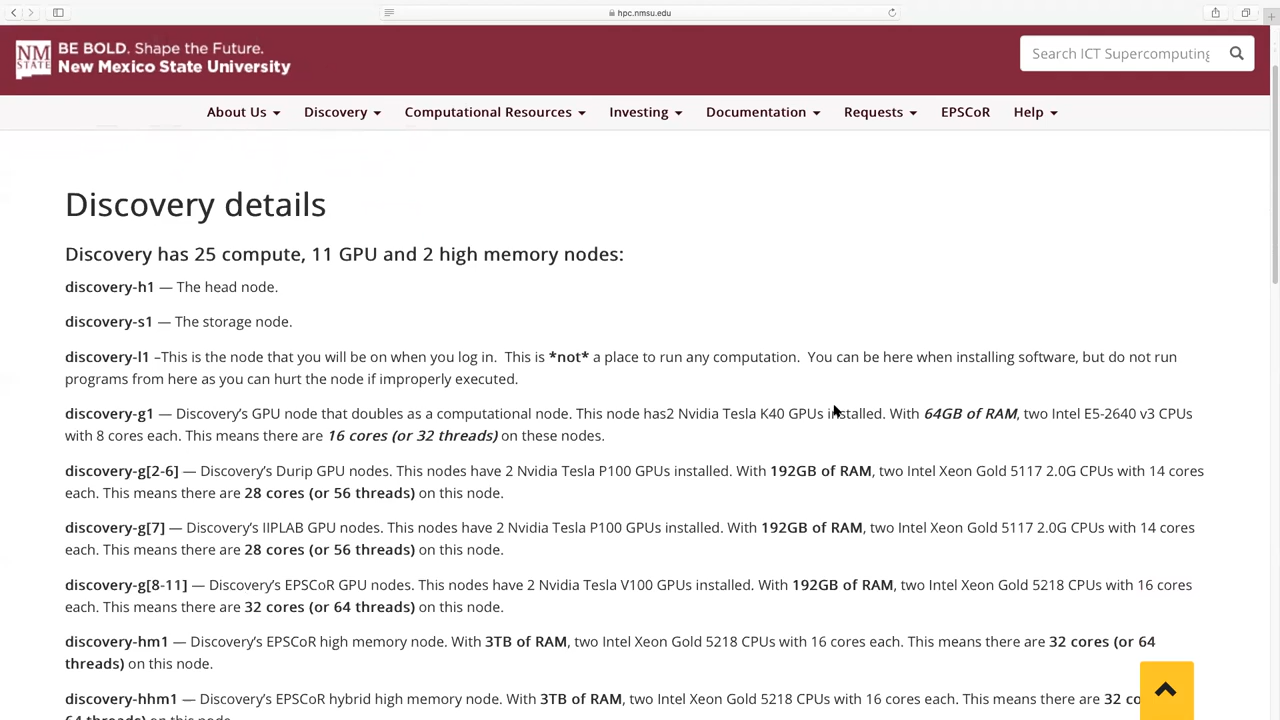 hpc.nmsu.edu
NM
STATE
BE BOLD. Shape the Future.
New Mexico State University
Search ICT Supercomputing
About Us
Discovery
Computational Resources
Investing
Documentation
Requests
EPSCoR
Help
Discovery details
Discovery has 25 compute, 11 GPU and 2 high memory nodes:
discovery-h1 — The head node.
discovery-s1 — The storage node.
discovery-l1 –This is the node that you will be on when you log in.  This is *not* a place to run any computation.  You can be here when installing software, but do not run
programs from here as you can hurt the node if improperly executed.
discovery-g1 — Discovery's GPU node that doubles as a computational node. This node has2 Nvidia Tesla K40 GPUs installed. With 64GB of RAM, two Intel E5-2640 v3 CPUs
with 8 cores each. This means there are 16 cores (or 32 threads) on these nodes.
discovery-g[2-6] — Discovery's Durip GPU nodes. This nodes have 2 Nvidia Tesla P100 GPUs installed. With 192GB of RAM, two Intel Xeon Gold 5117 2.0G CPUs with 14 cores
each. This means there are 28 cores (or 56 threads) on this node.
discovery-g[7] — Discovery's IIPLAB GPU nodes. This nodes have 2 Nvidia Tesla P100 GPUs installed. With 192GB of RAM, two Intel Xeon Gold 5117 2.0G CPUs with 14 cores
each. This means there are 28 cores (or 56 threads) on this node.
discovery-g[8-11] — Discovery's EPSCoR GPU nodes. This nodes have 2 Nvidia Tesla V100 GPUs installed. With 192GB of RAM, two Intel Xeon Gold 5218 CPUs with 16 cores
each. This means there are 32 cores (or 64 threads) on this node.
discovery-hm1 — Discovery's EPSCoR high memory node. With 3TB of RAM, two Intel Xeon Gold 5218 CPUs with 16 cores each. This means there are 32 cores (or 64
threads) on this node.
discovery-hhm1 — Discovery's EPSCoR hybrid high memory node. With 3TB of RAM, two Intel Xeon Gold 5218 CPUs with 16 cores each. This means there are 32
64 threads) on this node.